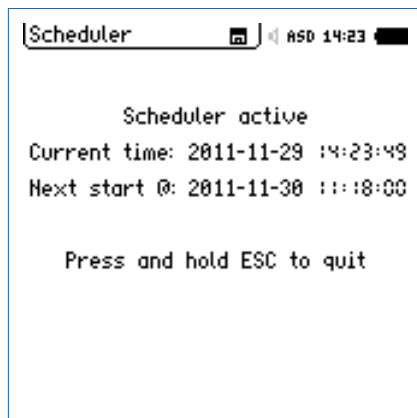 Scheduler ASD 14:23
Scheduler active
Current time: 2011-11-29 14:23:49
Next start @: 2011-11-30 11:18:00
Press and hold ESC to quit